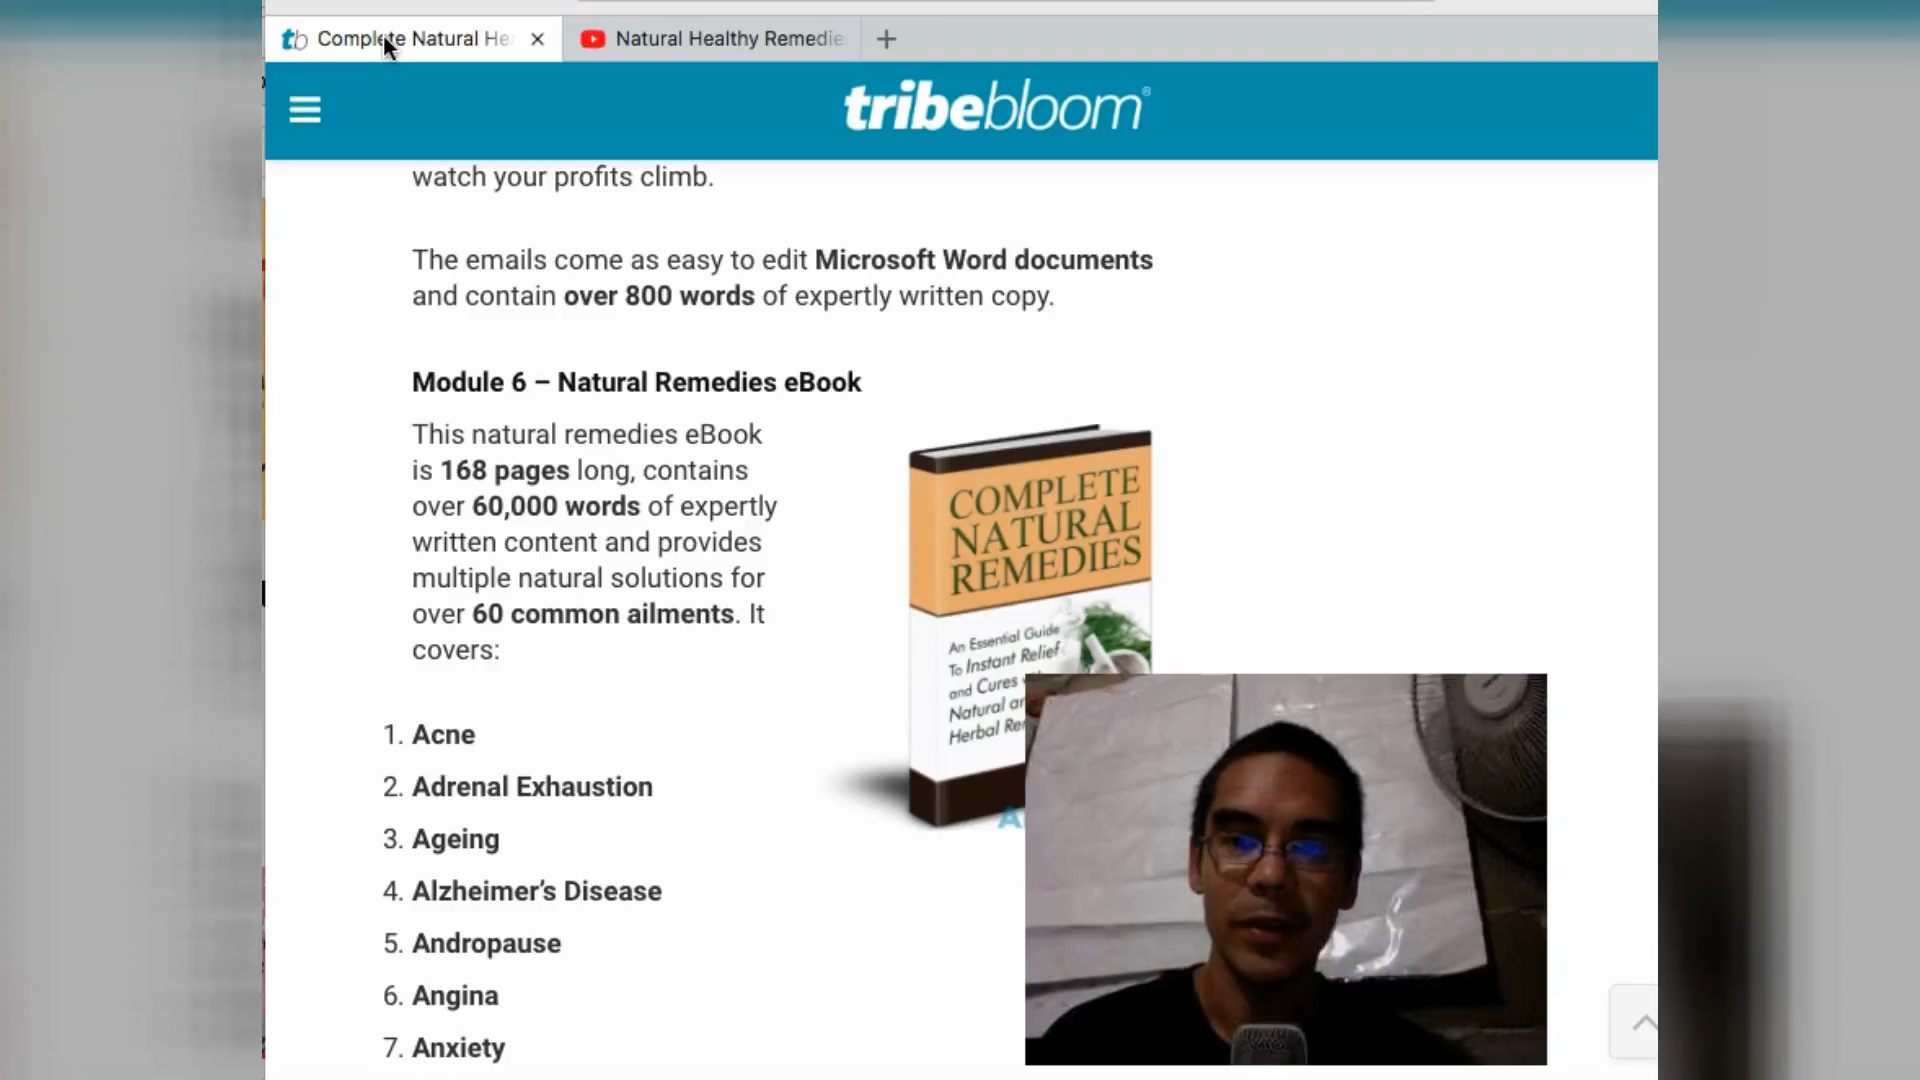 tb Complete Natural He
Natural Healthy Remedie
tribebloom®
watch your profits climb.
The emails come as easy to edit Microsoft Word documents
and contain over 800 words of expertly written copy.
Module 6 – Natural Remedies eBook
This natural remedies eBook
is 168 pages long, contains
over 60,000 words of expertly
written content and provides
multiple natural solutions for
over 60 common ailments. It
covers:
COMPLETE
NATURAL
REMEDIES
An Essential Guide
To Instant Relief
and Cures
Natural
Herbal
1. Acne
2. Adrenal Exhaustion
3. Ageing
4. Alzheimer’s Disease
5. Andropause
6. Angina
7. Anxiety